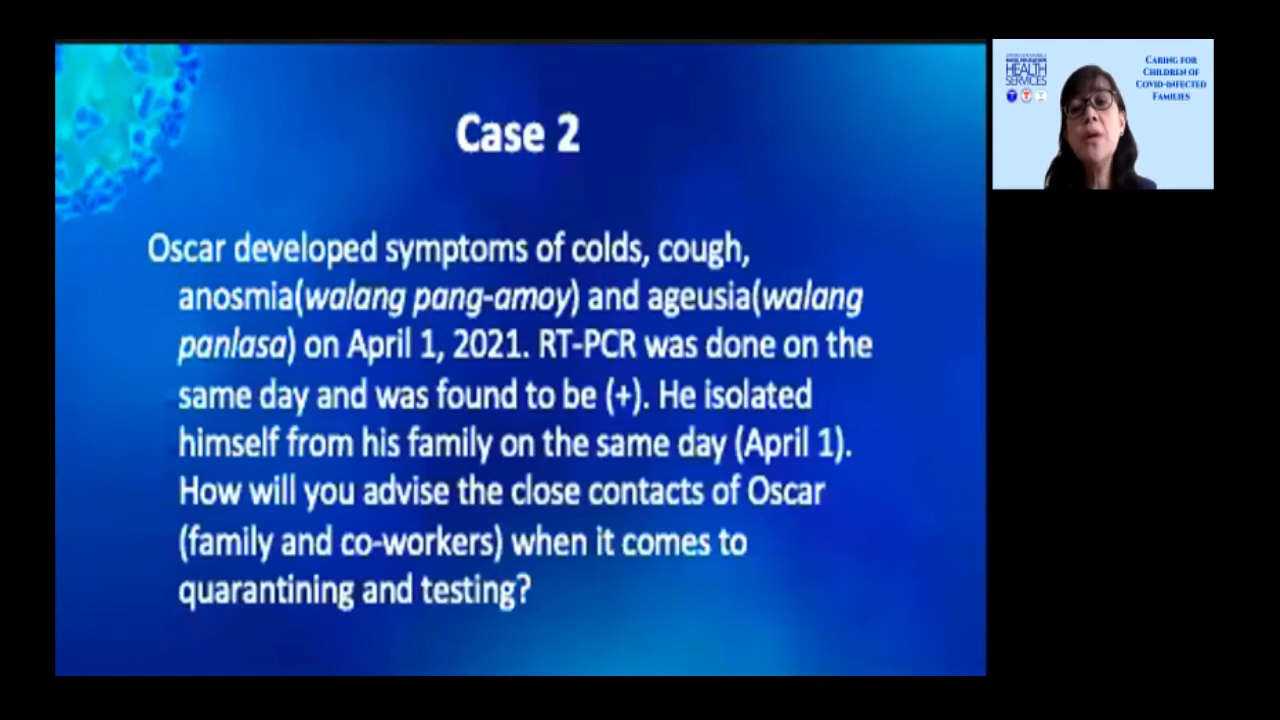 Case 2
Oscar developed symptoms of colds, cough,
anosmia(walang pang-amoy) and ageusia(walang
panlasa) on April 1, 2021. RT-PCR was done on the
same day and was found to be (+). He isolated
himself from his family on the same day (April 1).
How will you advise the close contacts of Oscar
(family and co-workers) when it comes to
quarantining and testing?
HEALTH
SERVICES
Caring for
Children of
Covid-infected
Families